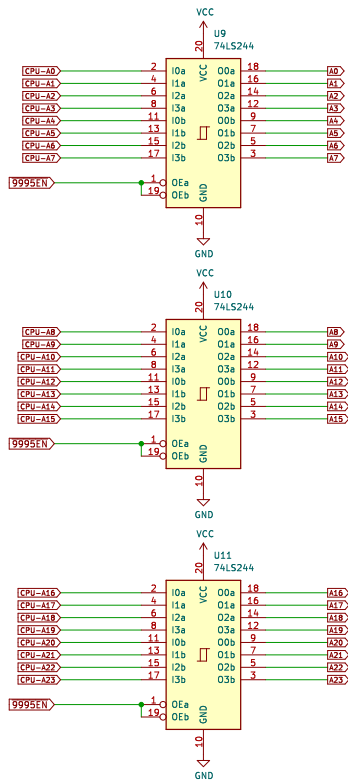 VCC
U9
74LS244
20
VCC
CPU-A0 2 I0a O0a 18 A0
CPU-A1 4 I1a O1a 16 A1
CPU-A2 6 I2a O2a 14 A2
CPU-A3 8 I3a O3a 12 A3
CPU-A4 11 I0b O0b 9 A4
CPU-A5 13 I1b O1b 7 A5
CPU-A6 15 I2b O2b 5 A6
CPU-A7 17 I3b O3b 3 A7
9995EN 1 OEa
19 OEb
GND
10
GND
VCC
U10
74LS244
20
VCC
CPU-A8 2 I0a O0a 18 A8
CPU-A9 4 I1a O1a 16 A9
CPU-A10 6 I2a O2a 14 A10
CPU-A11 8 I3a O3a 12 A11
CPU-A12 11 I0b O0b 9 A12
CPU-A13 13 I1b O1b 7 A13
CPU-A14 15 I2b O2b 5 A14
CPU-A15 17 I3b O3b 3 A15
9995EN 1 OEa
19 OEb
GND
10
GND
VCC
U11
74LS244
20
VCC
CPU-A16 2 I0a O0a 18 A16
CPU-A17 4 I1a O1a 16 A17
CPU-A18 6 I2a O2a 14 A18
CPU-A19 8 I3a O3a 12 A19
CPU-A20 11 I0b O0b 9 A20
CPU-A21 13 I1b O1b 7 A21
CPU-A22 15 I2b O2b 5 A22
CPU-A23 17 I3b O3b 3 A23
9995EN 1 OEa
19 OEb
GND
10
GND